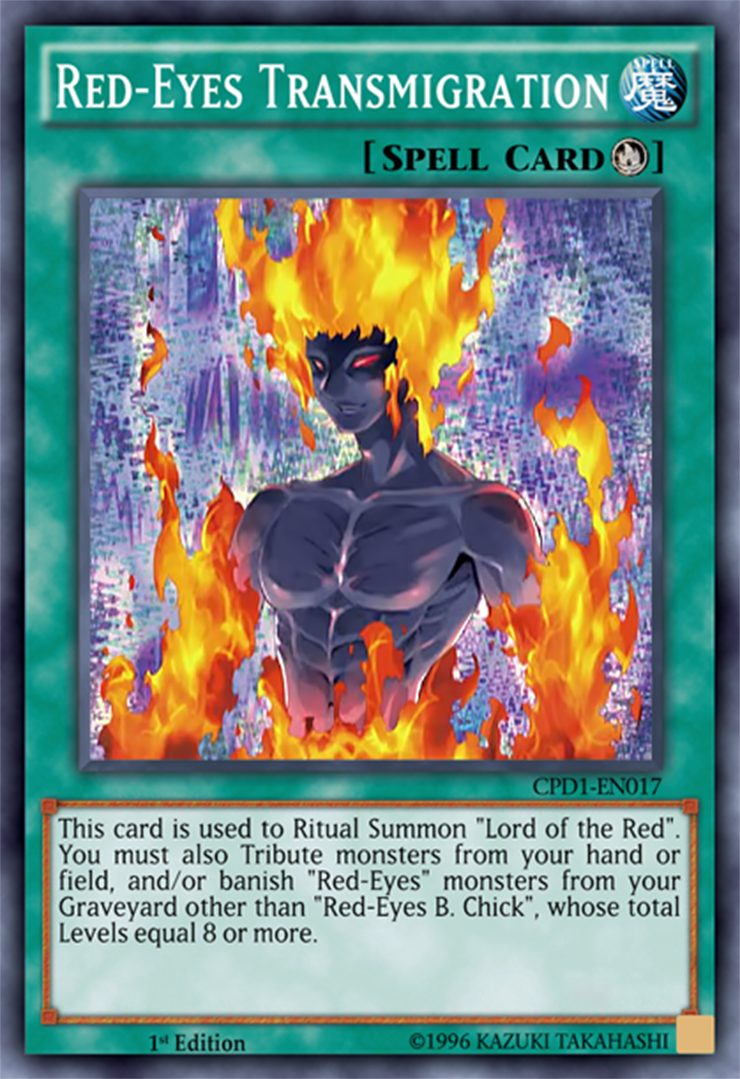 RED-EYES TRANSMIGRATION
SPELL
魔
[SPELL CARD]
CPD1-EN017
This card is used to Ritual Summon "Lord of the Red".
You must also Tribute monsters from your hand or
field, and/or banish "Red-Eyes" monsters from your
Graveyard other than "Red-Eyes B. Chick", whose total
Levels equal 8 or more.
1st Edition
©1996 KAZUKI TAKAHASHI